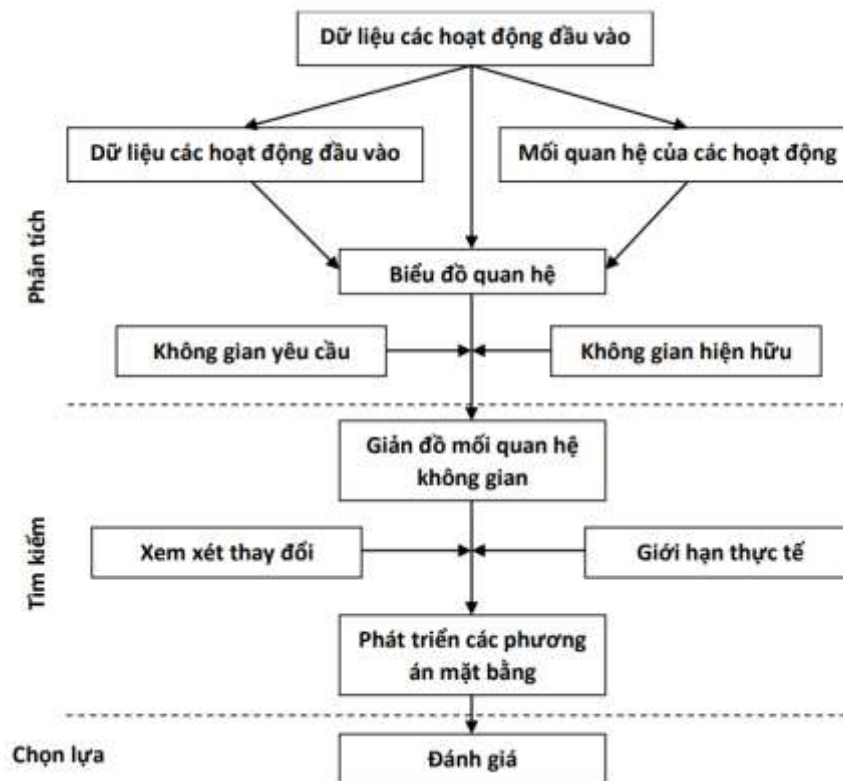 Dữ liệu các hoạt động đầu vào
Dữ liệu các hoạt động đầu vào
Mối quan hệ của các hoạt động
Phân tích
Biểu đồ quan hệ
Không gian yêu cầu
Không gian hiện hữu
Giản đồ mối quan hệ
không gian
Tìm kiếm
Xem xét thay đổi
Giới hạn thực tế
Phát triển các phương
án mặt bằng
Chọn lựa
Đánh giá